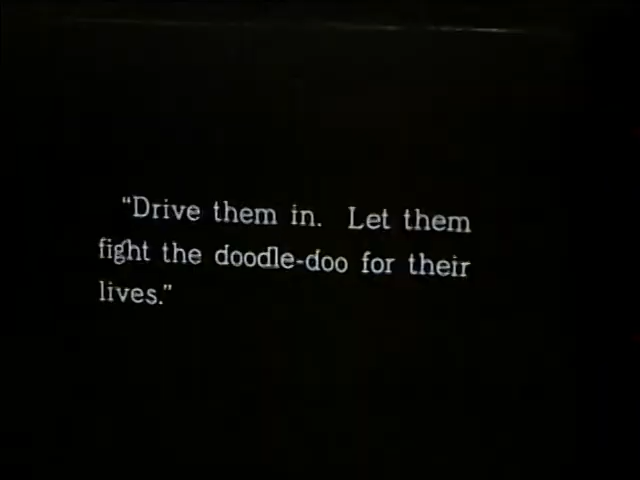 "Drive them in. Let them
fight the doodle-doo for their
lives."